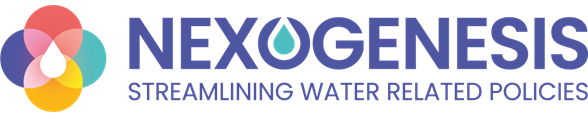 NEXOGENESIS
STREAMLINING WATER RELATED POLICIES